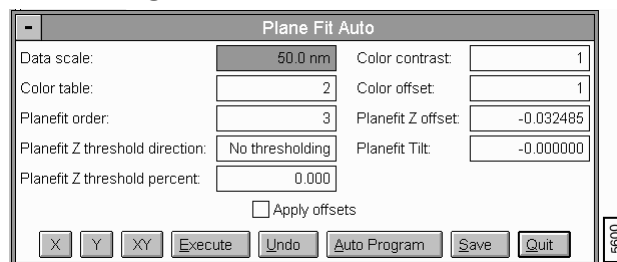 Plane Fit Auto
Data scale: 50.0 nm Color contrast: 1
Color table: 2 Color offset: 1
Planefit order: 3 Planefit Z offset: -0.032485
Planefit Z threshold direction: No thresholding Planefit Tilt: -0.000000
Planefit Z threshold percent: 0.000
Apply offsets
X Y XY Execute Undo Auto Program Save Quit
5600